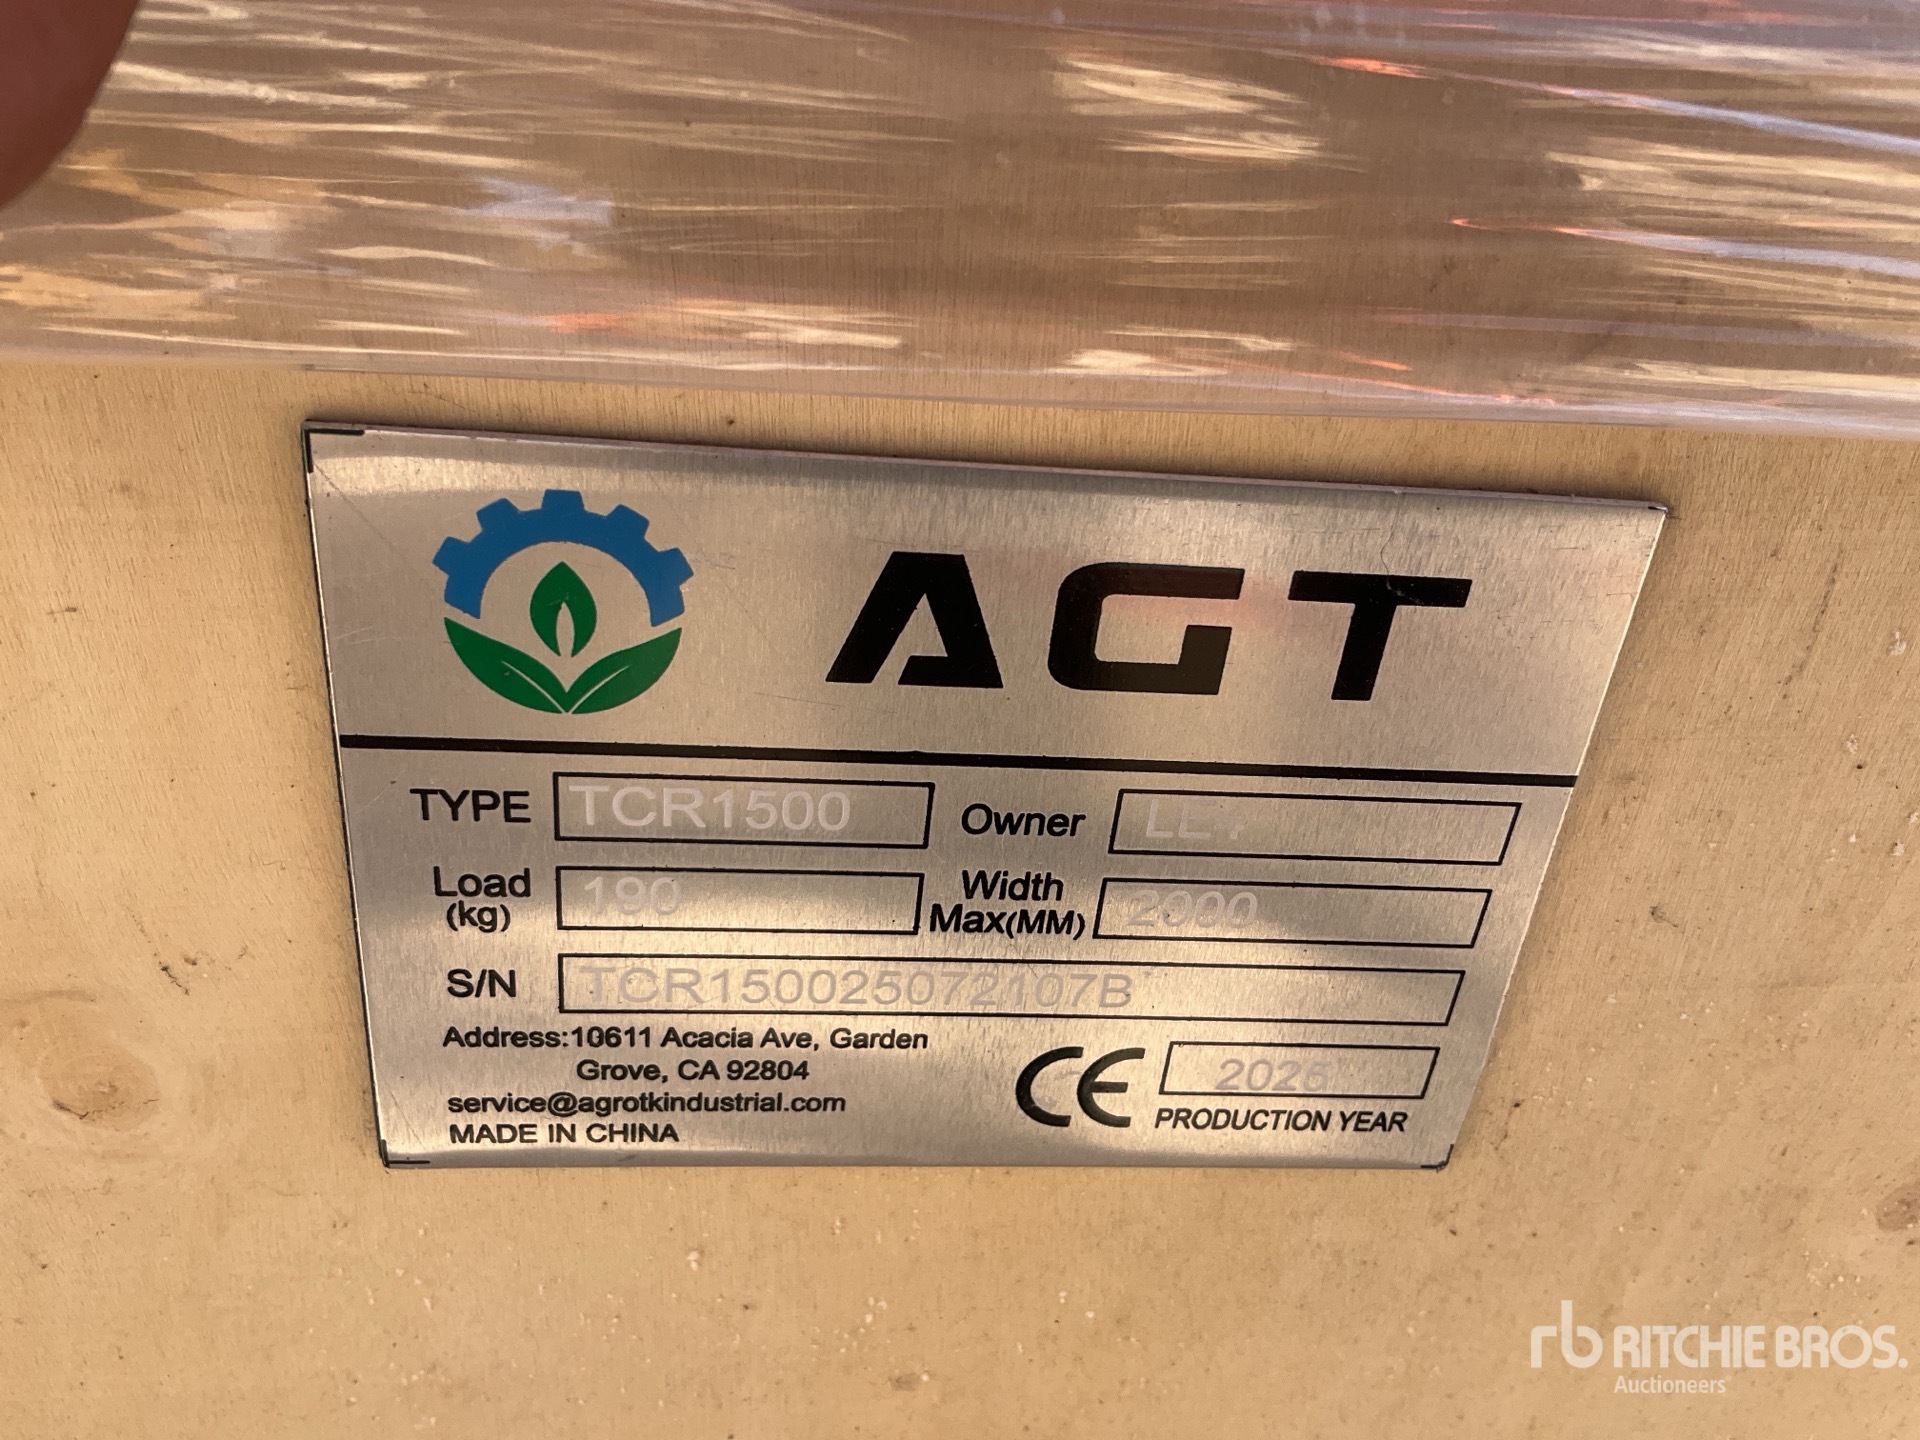 AGT
TYPE TCR1500 Owner
Load (kg) 190 Width Max(MM) 2000
S/N TCR150025072107B
Address:10611 Acacia Ave, Garden
Grove, CA 92804
service@agrotkindustrial.com
MADE IN CHINA
CE 2025
PRODUCTION YEAR
rb RITCHIE BROS.
Auctioneers